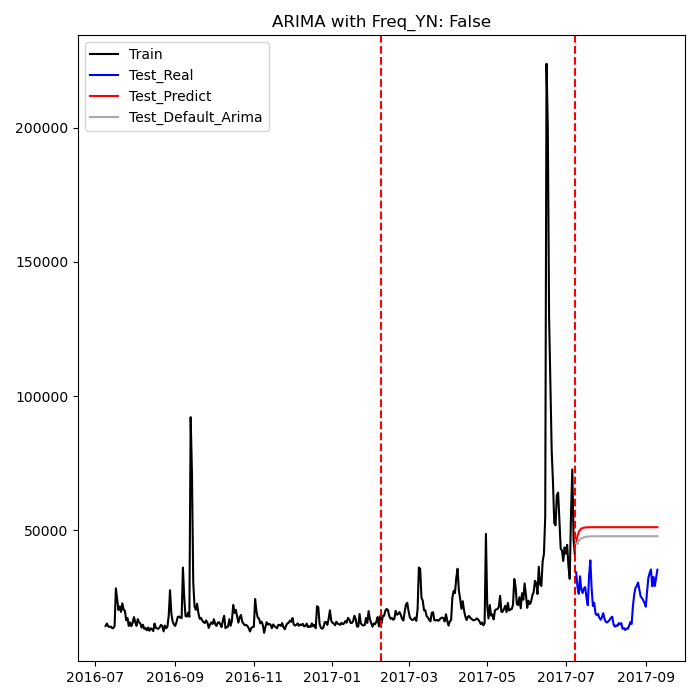 ARIMA with Freq_YN: False
Train
Test_Real
Test_Predict
Test_Default_Arima
200000
150000
100000
50000
2016-07 2016-09 2016-11 2017-01 2017-03 2017-05 2017-07 2017-09